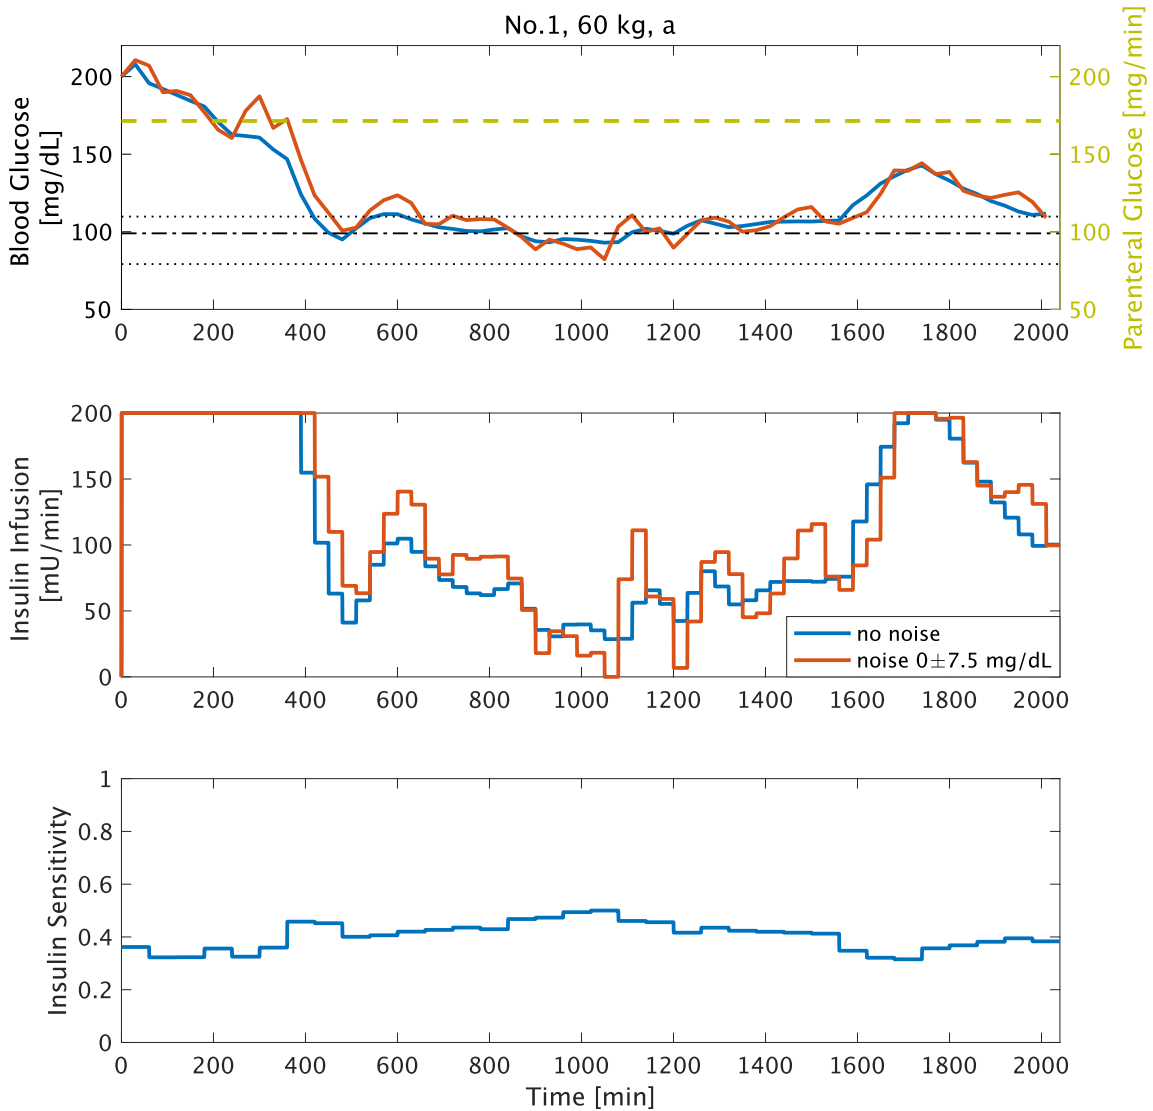 No.1, 60 kg, a
Blood Glucose
[mg/dL]
200
150
100
50
200
150
100
50
Parenteral Glucose [mg/min]
0 200 400 600 800 1000 1200 1400 1600 1800 2000
Insulin Infusion
[mU/min]
200
150
100
50
0
no noise
noise 0±7.5 mg/dL
0 200 400 600 800 1000 1200 1400 1600 1800 2000
Insulin Sensitivity
1
0.8
0.6
0.4
0.2
0
0 200 400 600 800 1000 1200 1400 1600 1800 2000
Time [min]